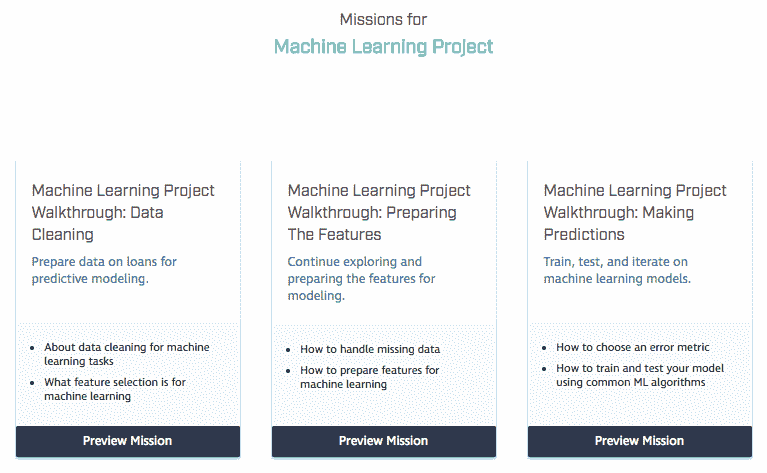 Missions for
Machine Learning Project
Machine Learning Project
Walkthrough: Data
Cleaning
Prepare data on loans for
predictive modeling.
About data cleaning for machine
learning tasks
What feature selection is for
machine learning
Preview Mission
Machine Learning Project
Walkthrough: Preparing
The Features
Continue exploring and
preparing the features for
modeling.
How to handle missing data
How to prepare features for
machine learning
Preview Mission
Machine Learning Project
Walkthrough: Making
Predictions
Train, test, and iterate on
machine learning models.
How to choose an error metric
How to train and test your model
using common ML algorithms
Preview Mission